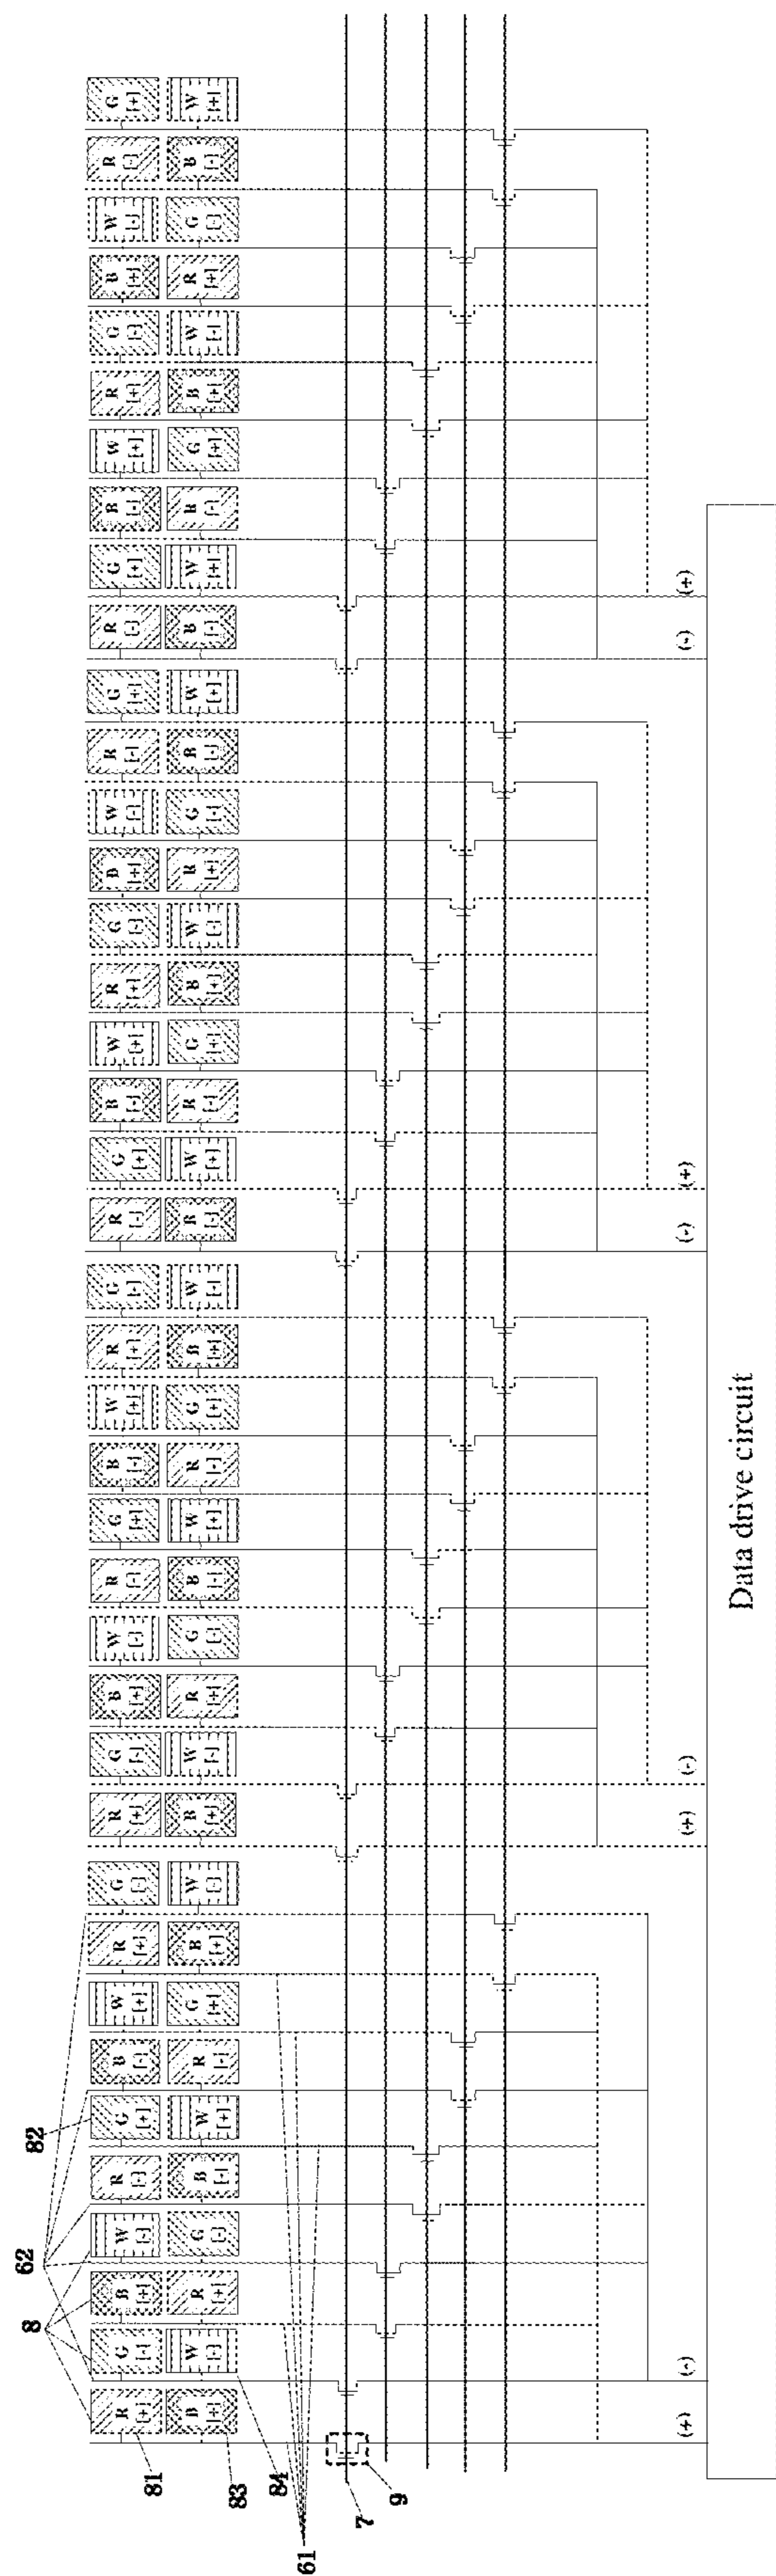 8 62 82
R G B W R G B W R G R G B W R G B W R G R G B W R G B W R G R G B W R G B W R G
[+] [-] [+] [-] [-] [+] [-] [+] [+] [-] [+] [-] [+] [-] [-] [+] [-] [+] [+] [-] [-] [+] [-] [+] [+] [-] [+] [-] [-] [+] [-] [+] [-] [+] [+] [-] [+] [-] [-] [+]
81
B W R G B W R G B W B W R G B W R G B W B W R G B W R G B W B W R G B W R G B W
[+] [-] [+] [-] [-] [+] [-] [+] [+] [-] [+] [-] [+] [-] [-] [+] [-] [+] [+] [-] [-] [+] [-] [+] [+] [-] [+] [-] [-] [+] [-] [+] [-] [+] [+] [-] [+] [-] [-] [+]
83
84
61
7
9
(+) (-) (+) (-) (-) (+) (-) (+)
Data drive circuit